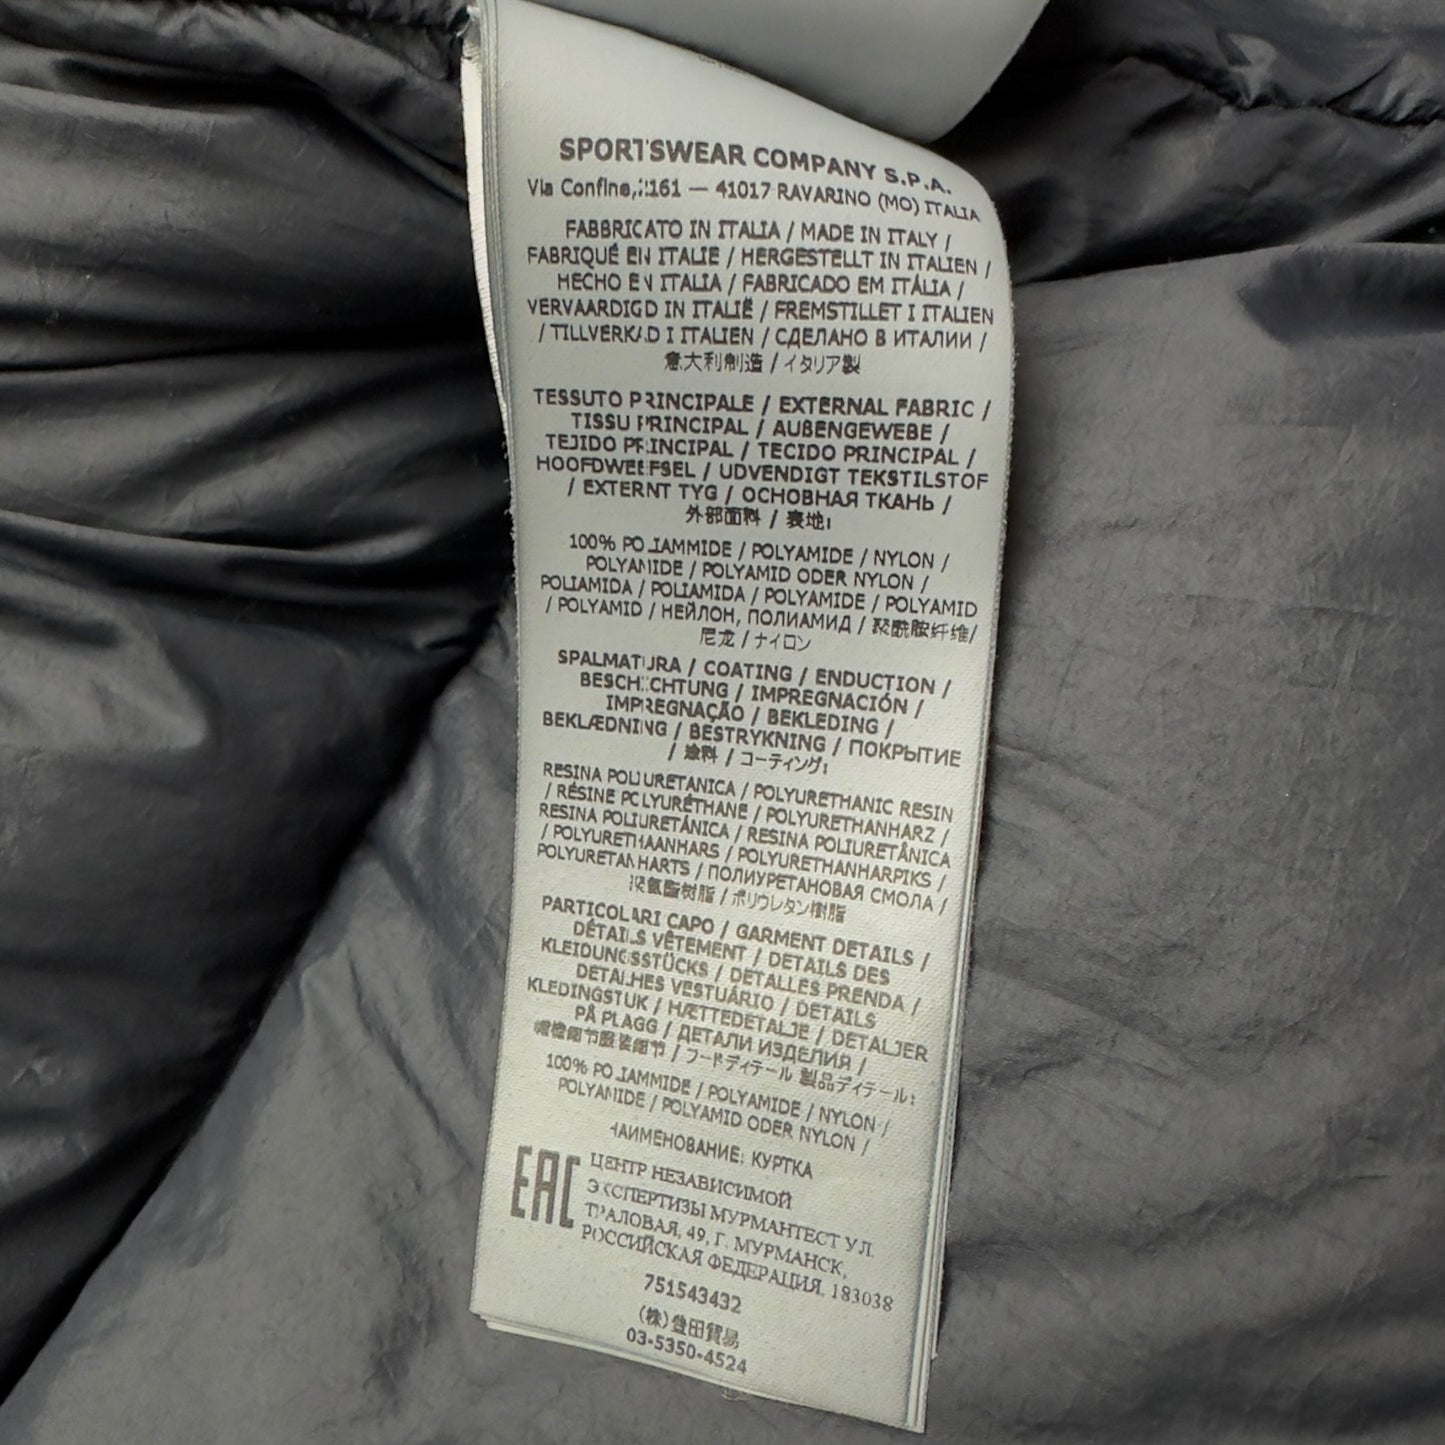 SPORTSWEAR COMPANY S.P.A.
Via Confine, 2161 — 41017 RAVARINO (MO) ITALIA
FABBRICATO IN ITALIA / MADE IN ITALY /
FABRIQUÉ EN ITALIE / HERGESTELLT IN ITALIEN /
HECHO EN ITALIA / FABRICADO EM ITÁLIA /
VERVAARDIGD IN ITALIË / FREMSTILLET I ITALIEN
/ TILLVERKAD I ITALIEN / СДЕЛАНО В ИТАЛИИ /
意大利制造 / イタリア製
TESSUTO PRINCIPALE / EXTERNAL FABRIC /
TISSU PRINCIPAL / AUßENGEWEBE /
TEJIDO PRINCIPAL / TECIDO PRINCIPAL /
HOOFDWEEFSEL / UDVENDIGT TEKSTILSTOF
/ EXTERNT TYG / ОСНОВНАЯ ТКАНЬ /
外部面料 / 表地:
100% POLIAMMIDE / POLYAMIDE / NYLON /
POLYAMIDE / POLYAMID ODER NYLON /
POLIAMIDA / POLIAMIDA / POLYAMIDE / POLYAMID
/ POLYAMID / НЕЙЛОН, ПОЛИАМИД / 聚酰胺纤维/
尼龙 / ナイロン
SPALMATURA / COATING / ENDUCTION /
BESCHICHTUNG / IMPREGNACIÓN /
IMPREGNAÇÃO / BEKLEDING /
BEKLÆDNING / BESTRYKNING / ПОКРЫТИЕ
/ 涂料 / コーティング:
RESINA POLIURETANICA / POLYURETHANIC RESIN
/ RÉSINE POLYURÉTHANE / POLYURETHANHARZ /
RESINA POLIURETÁNICA / RESINA POLIURETÂNICA
/ POLYURETHAANHARS / POLYURETHANHARPIKS /
POLYURETANHARTS / ПОЛИУРЕТАНОВАЯ СМОЛА /
聚氨酯树脂 / ポリウレタン樹脂
PARTICOLARI CAPO / GARMENT DETAILS /
DÉTAILS VÊTEMENT / DETAILS DES
KLEIDUNGSSTÜCKS / DETALLES PRENDA /
DETALHES VESTUÁRIO / DETAILS
KLEDINGSTUK / HÆTTEDETALJE / DETALJER
PÅ PLAGG / ДЕТАЛИ ИЗДЕЛИЯ /
帽檐细节服装细节 / フードディテール 製品ディテール:
100% POLIAMMIDE / POLYAMIDE / NYLON /
POLYAMIDE / POLYAMID ODER NYLON /
НАИМЕНОВАНИЕ: КУРТКА
EAC ЦЕНТР НЕЗАВИСИМОЙ
ЭКСПЕРТИЗЫ МУРМАНТЕСТ УЛ.
ТРАЛОВАЯ, 49, Г. МУРМАНСК,
РОССИЙСКАЯ ФЕДЕРАЦИЯ, 183038
751543432
(株)豊田貿易
03-5350-4524